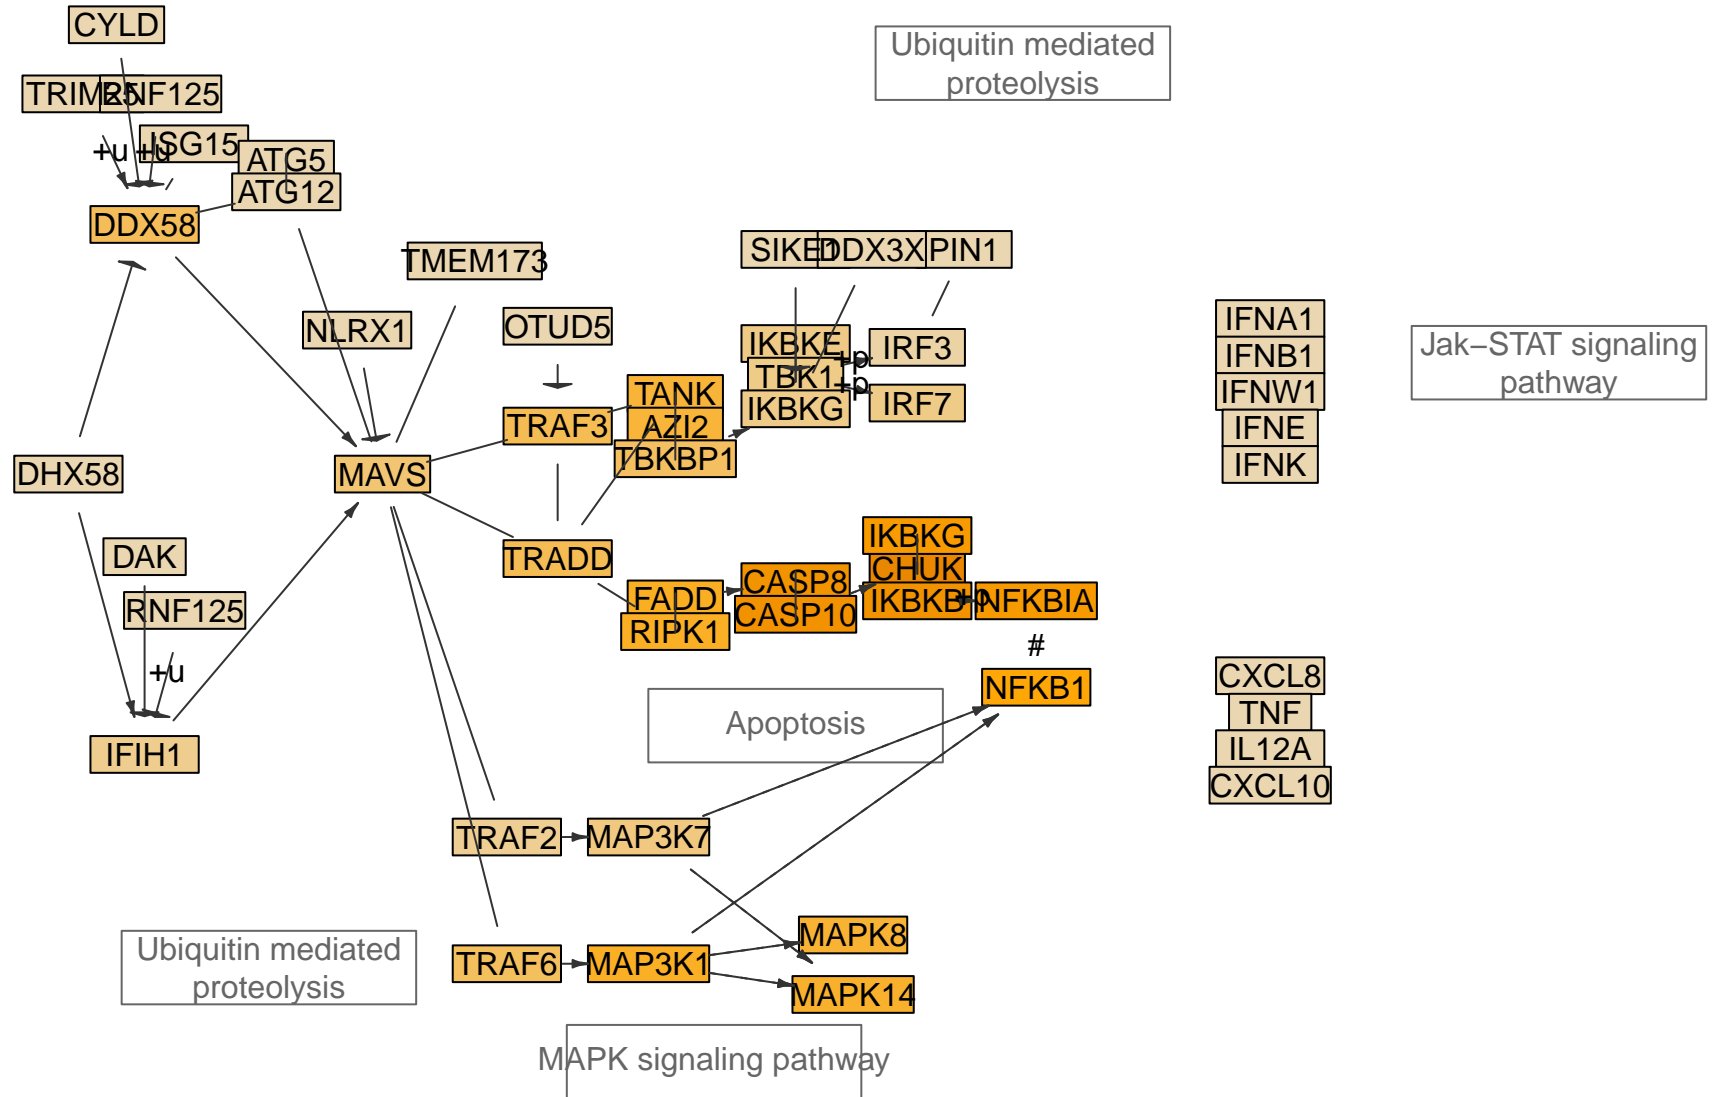 CYLD
Ubiquitin mediated
proteolysis
TRIM25
RNF125
+u
+u
ISG15
ATG5
ATG12
DDX58
TMEM173
SIKE1
DDX3X
PIN1
NLRX1
OTUD5
IKBKE
+p
IRF3
TBK1
+p
IKBKG
IRF7
IFNA1
IFNB1
IFNW1
IFNE
IFNK
Jak−STAT signaling
pathway
TANK
TRAF3
AZI2
TBKBP1
DHX58
MAVS
DAK
RNF125
+u
IFIH1
TRADD
FADD
RIPK1
CASP8
CASP10
IKBKG
CHUK
IKBKB
+p
NFKBIA
#
NFKB1
CXCL8
TNF
IL12A
CXCL10
Apoptosis
TRAF2
MAP3K7
TRAF6
MAP3K1
MAPK8
MAPK14
Ubiquitin mediated
proteolysis
MAPK signaling pathway